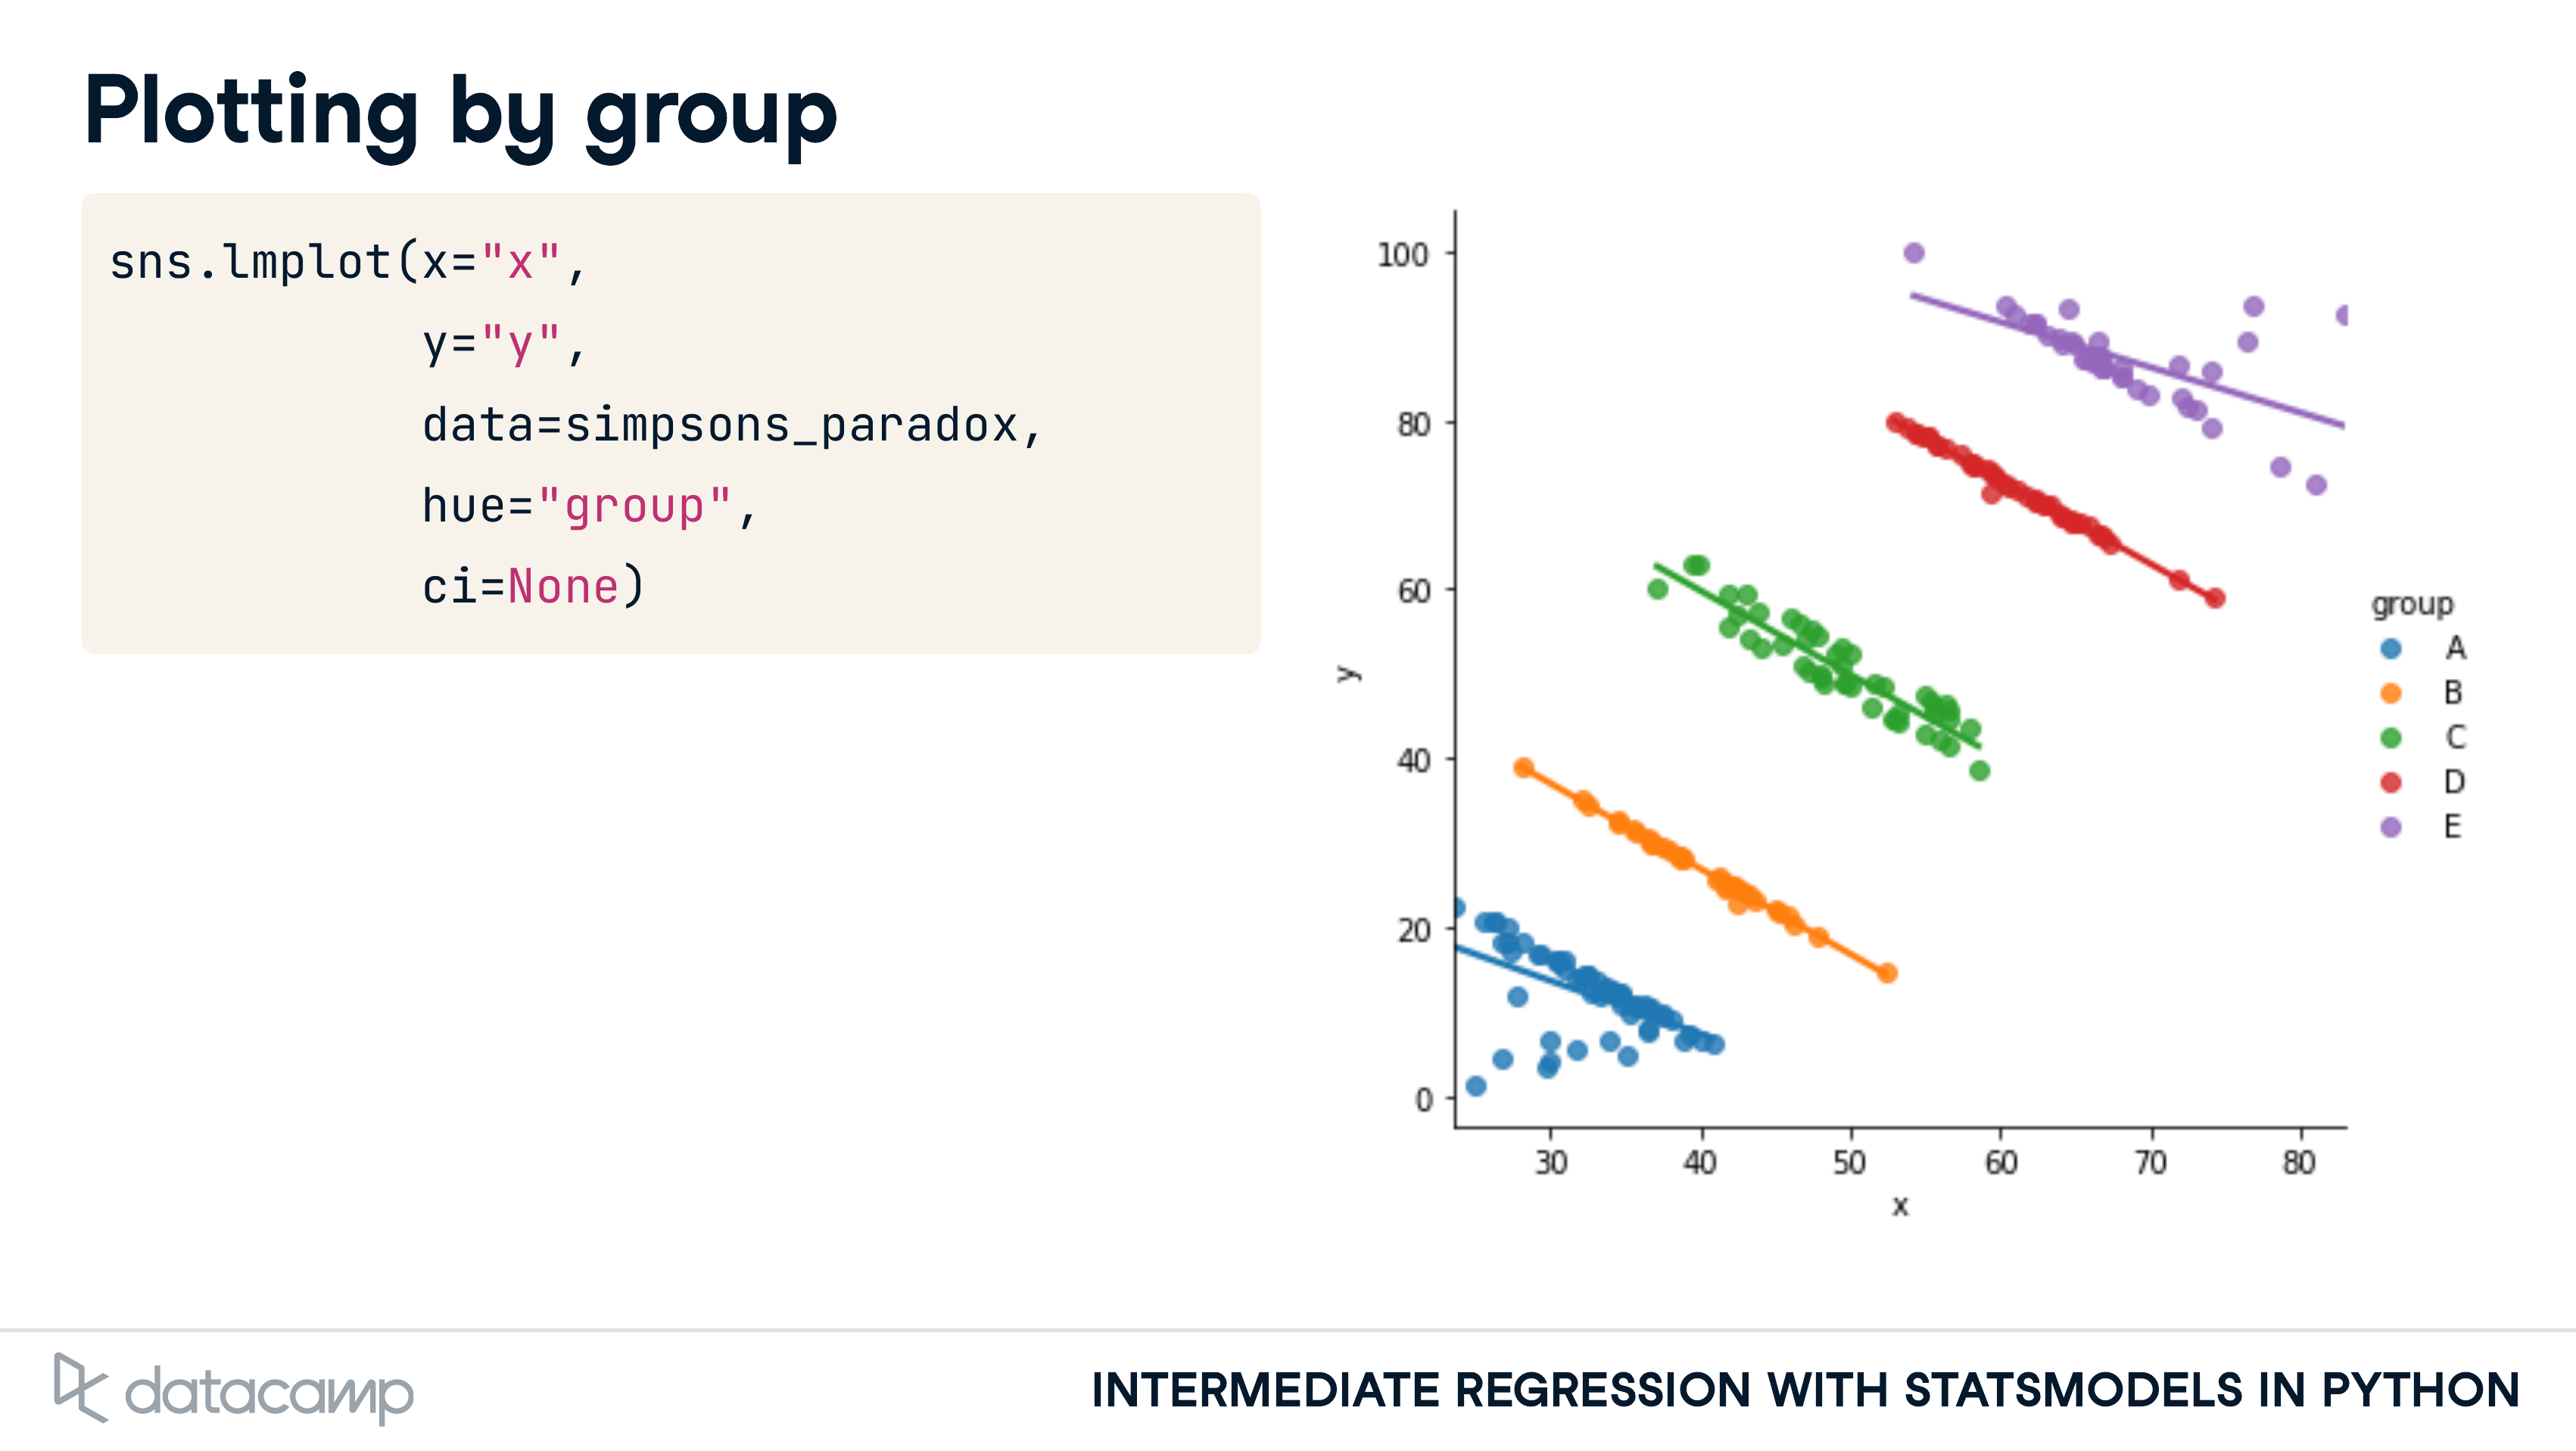 Plotting by group
sns.lmplot(x="x",
y="y",
data=simpsons_paradox,
hue="group",
ci=None)
100
80
60
40
20
0
y
30 40 50 60 70 80
x
group
A
B
C
D
E
datacamp
INTERMEDIATE REGRESSION WITH STATSMODELS IN PYTHON